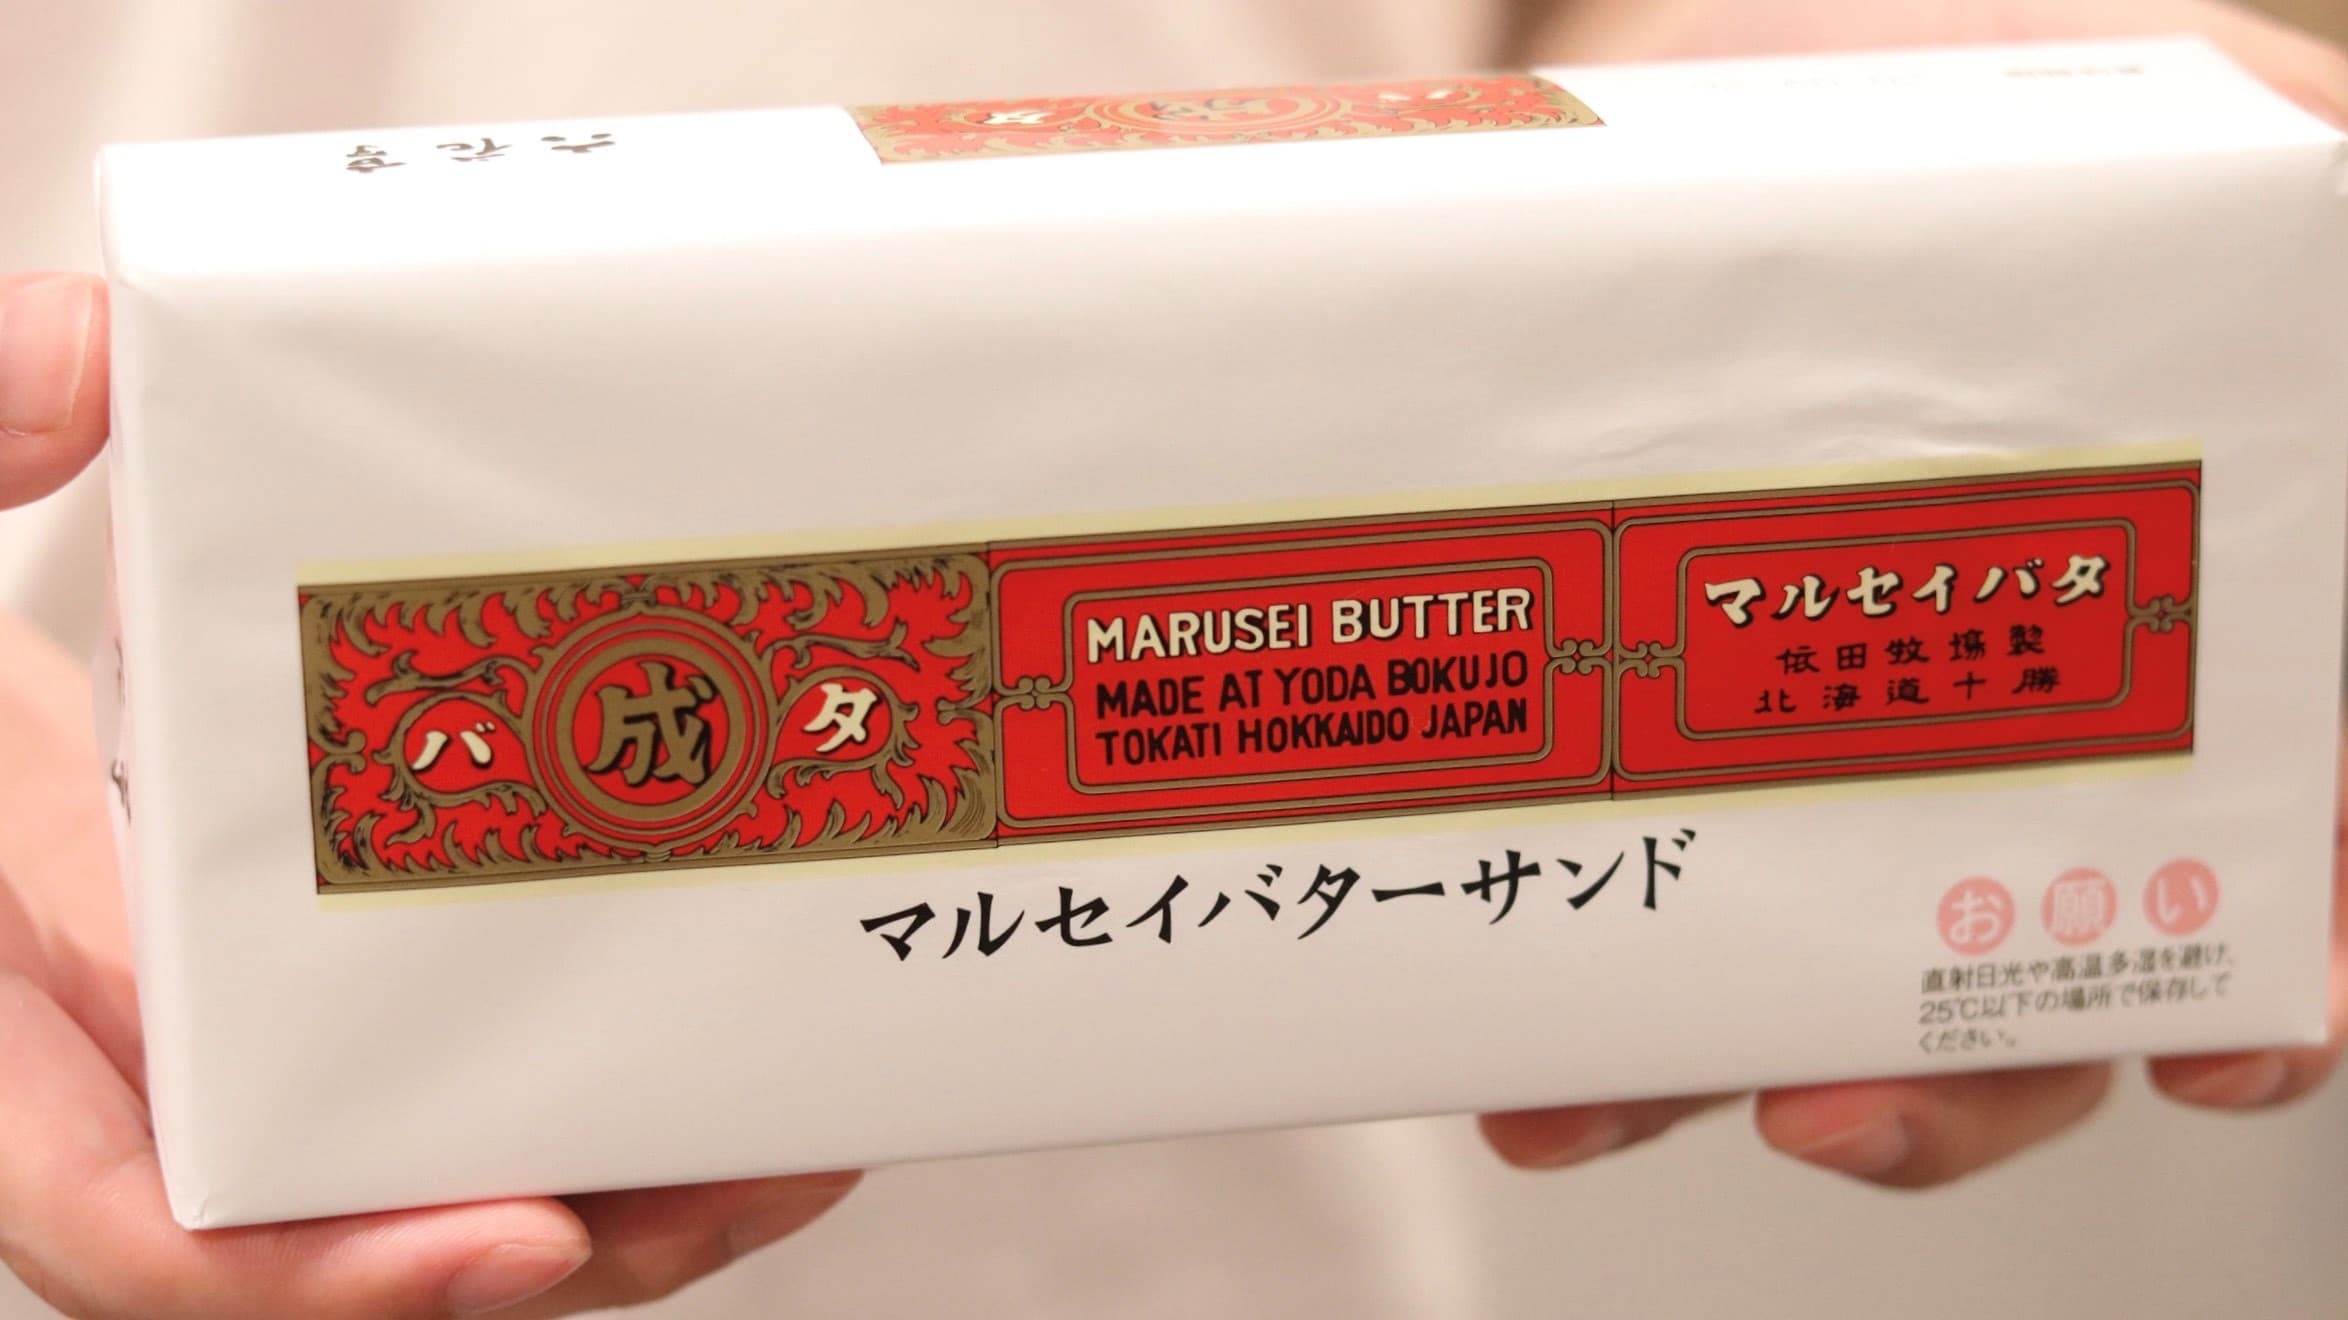 六花亭
バ 成 タ
MARUSEI BUTTER
MADE AT YODA BOKUJO
TOKATI HOKKAIDO JAPAN
マルセイバタ
依田牧場製
北海道十勝
マルセイバターサンド
お願い
直射日光や高温多湿を避け、
25℃以下の場所で保存して
ください。